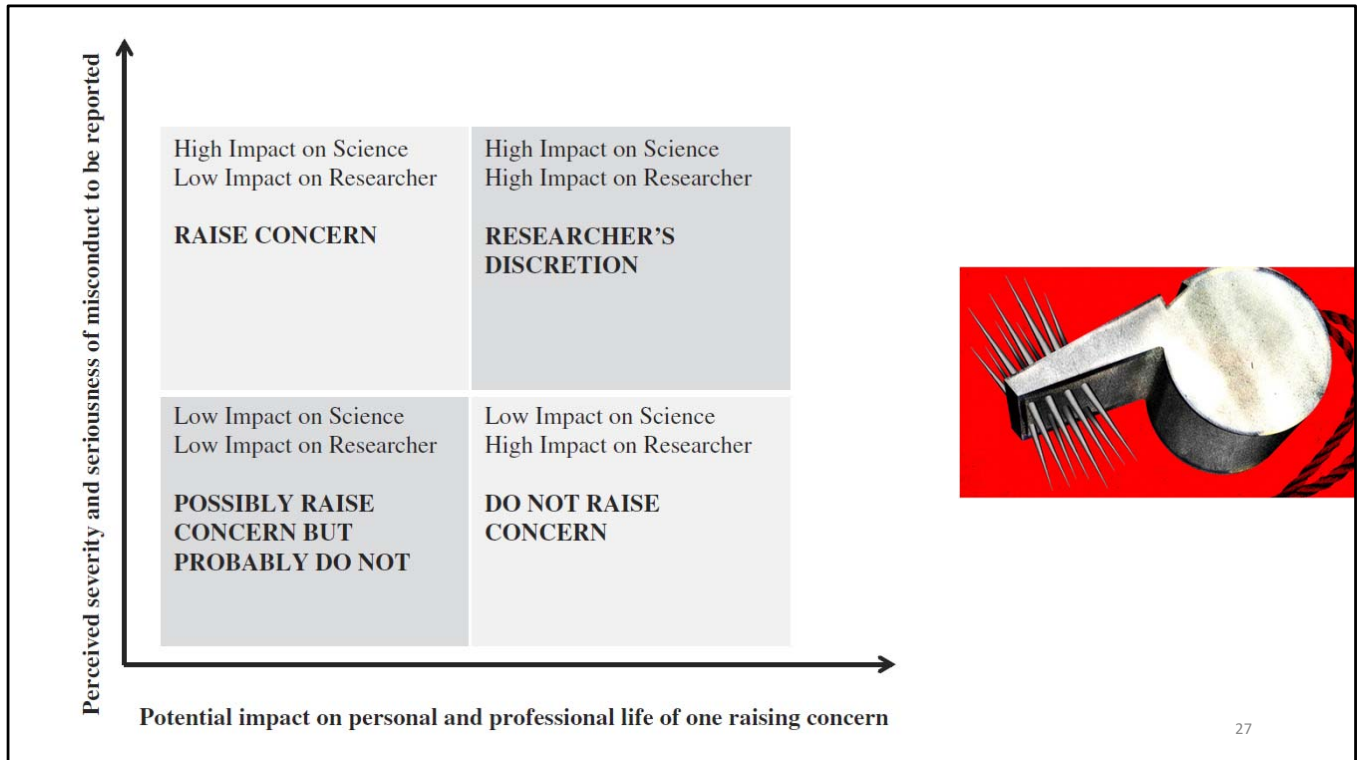 Perceived severity and seriousness of misconduct to be reported
High Impact on Science
Low Impact on Researcher
RAISE CONCERN
High Impact on Science
High Impact on Researcher
RESEARCHER’S
DISCRETION
Low Impact on Science
Low Impact on Researcher
POSSIBLY RAISE
CONCERN BUT
PROBABLY DO NOT
Low Impact on Science
High Impact on Researcher
DO NOT RAISE
CONCERN
Potential impact on personal and professional life of one raising concern
27